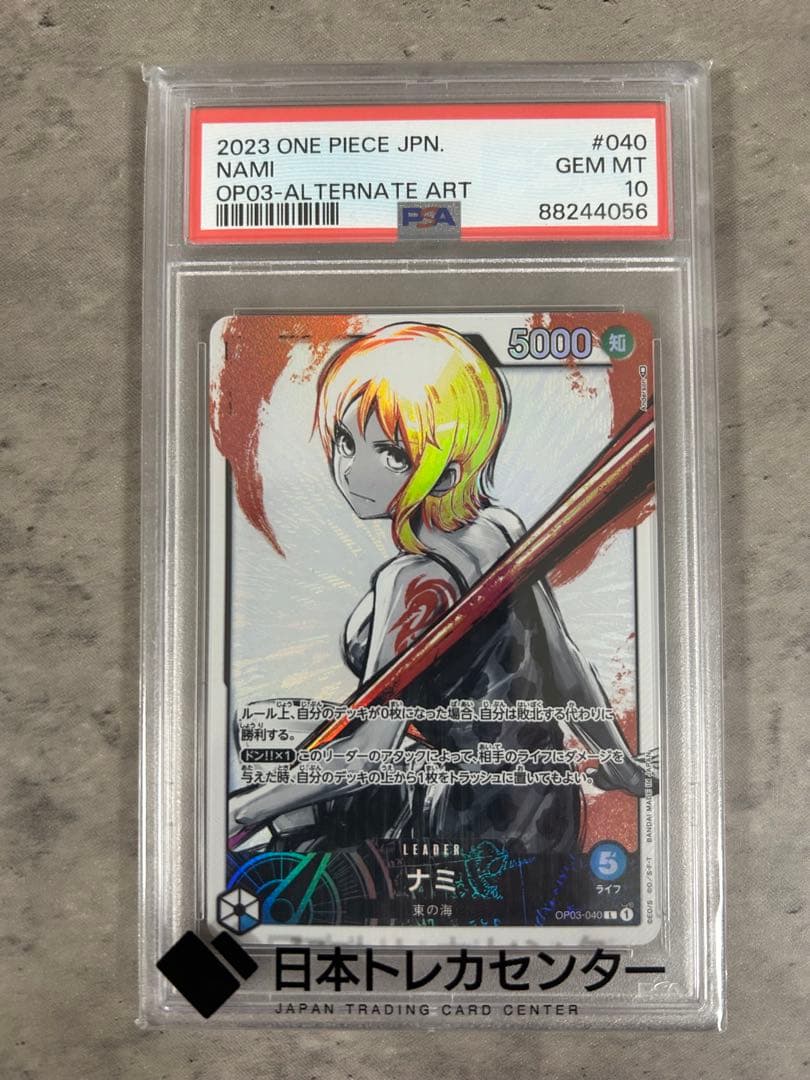 2023 ONE PIECE JPN. #040
NAMI GEM MT
OP03-ALTERNATE ART 10
PSA 88244056
5000 知
Anderson
ルール上、自分のデッキが0枚になった場合、自分は敗北する代わりに
勝利する。
ドン!!×1 このリーダーのアタックによって、相手のライフにダメージを
与えた時、自分のデッキの上から1枚をトラッシュに置いてもよい。
BANDAI MADE IN JAPAN
LEADER
ナミ
東の海
5
ライフ
OP03-040 L 1
日本トレカセンター
JAPAN TRADING CARD CENTER